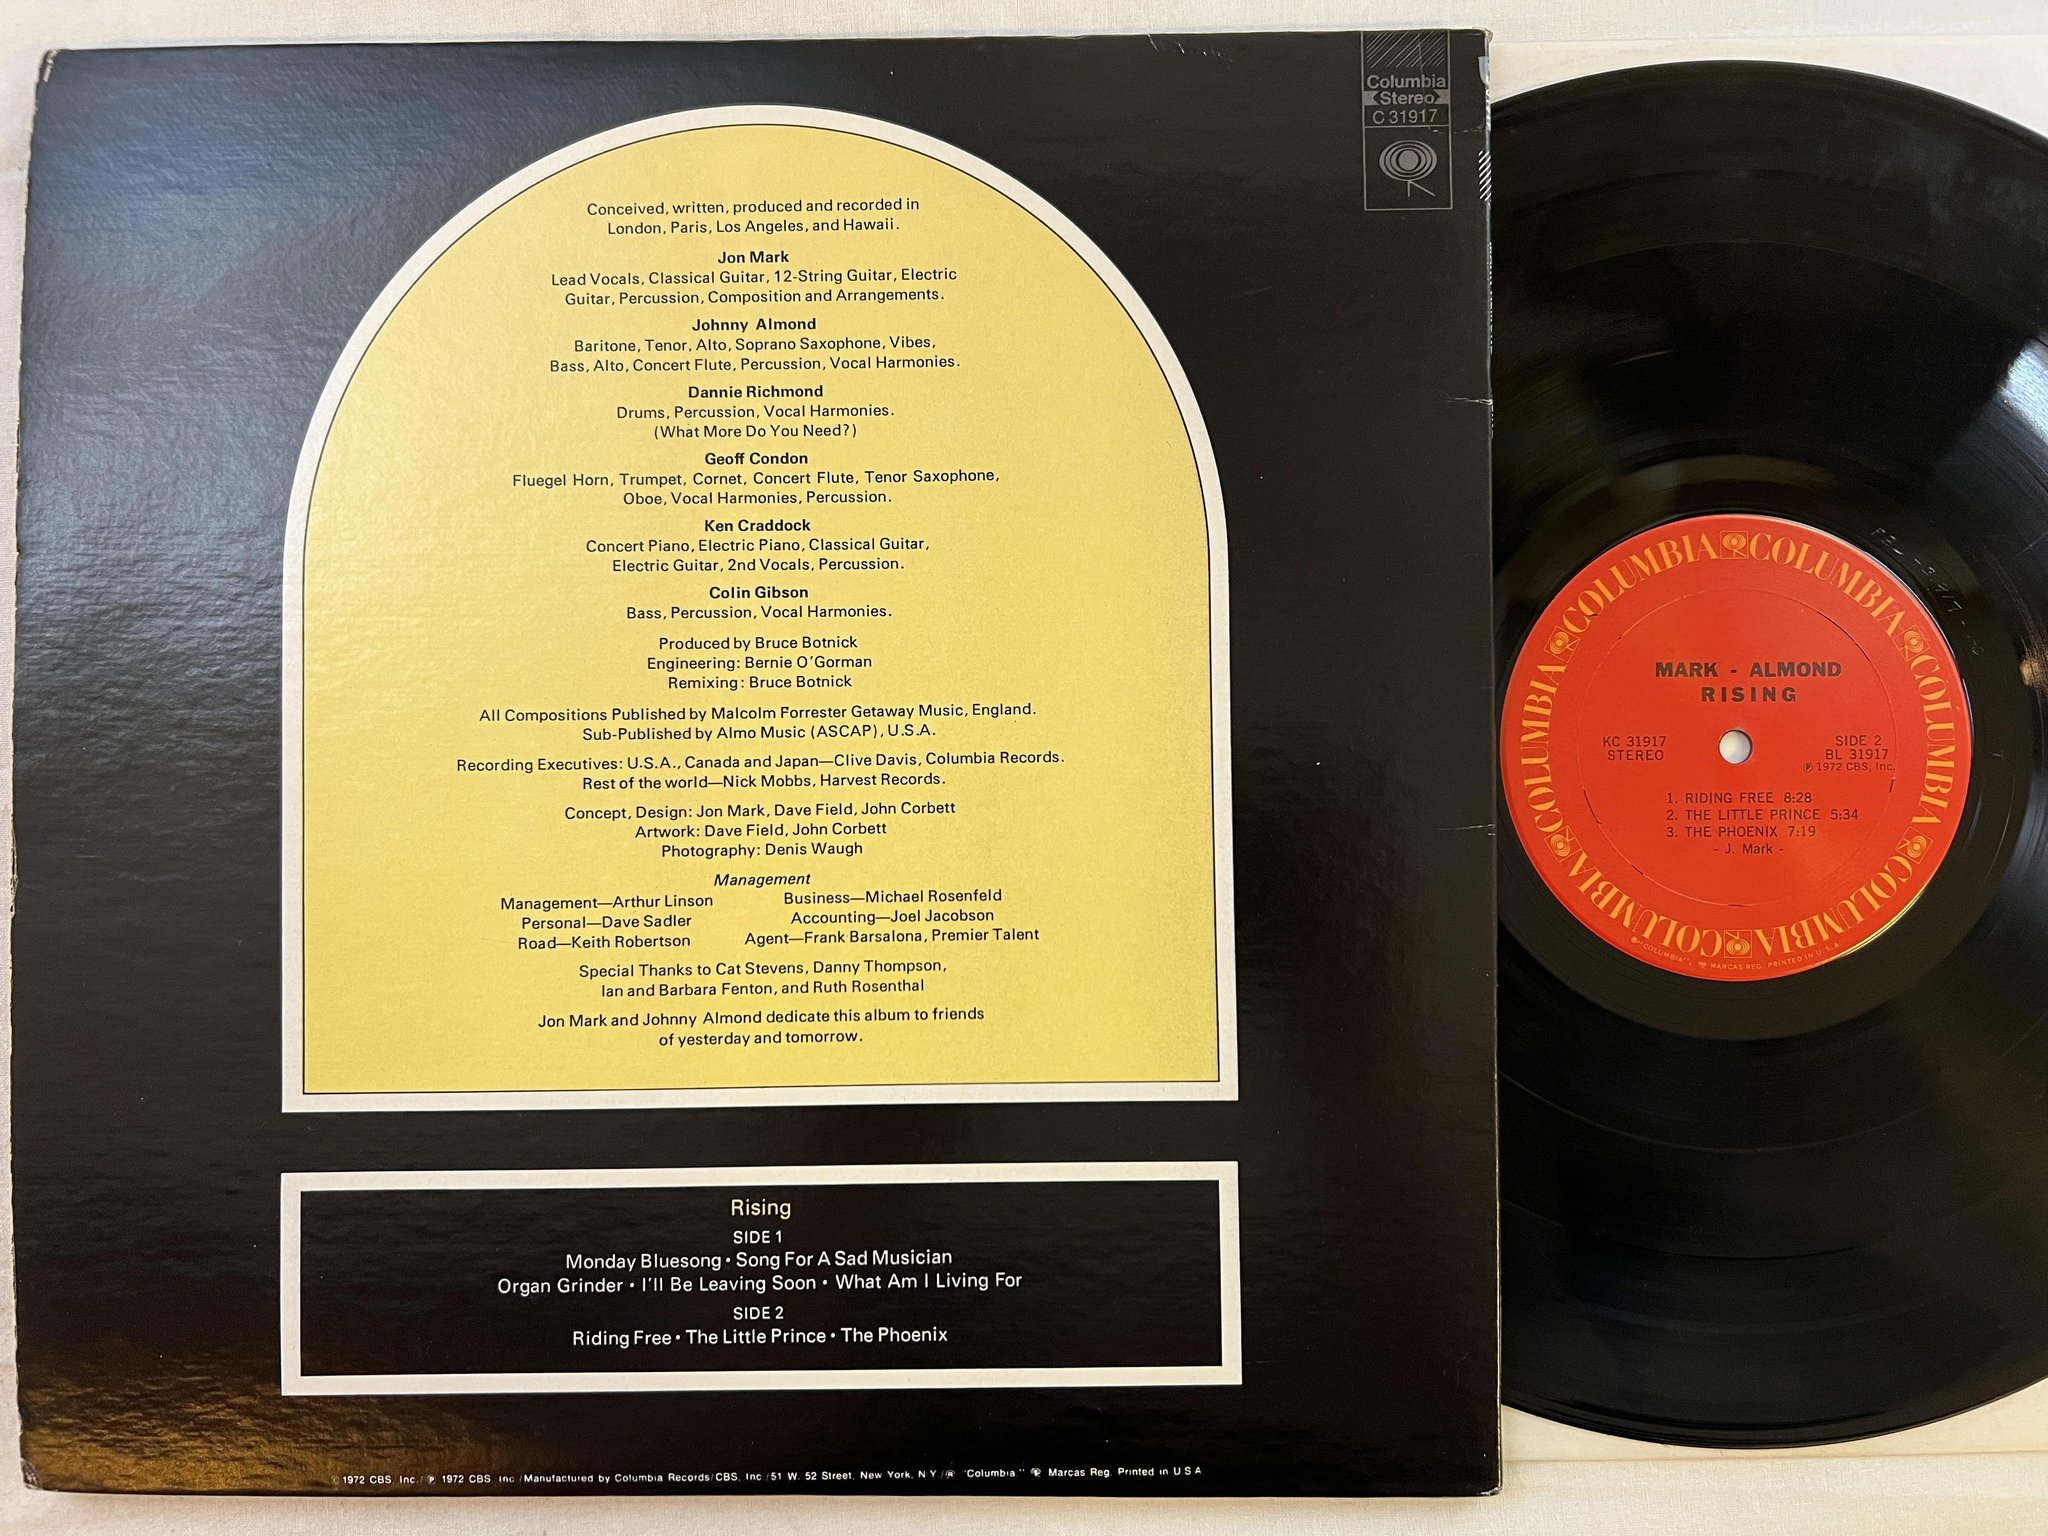 Columbia
Stereo
C 31917
Conceived, written, produced and recorded in
London, Paris, Los Angeles, and Hawaii.
Jon Mark
Lead Vocals, Classical Guitar, 12-String Guitar, Electric
Guitar, Percussion, Composition and Arrangements.
Johnny Almond
Baritone, Tenor, Alto, Soprano Saxophone, Vibes,
Bass, Alto, Concert Flute, Percussion, Vocal Harmonies.
Dannie Richmond
Drums, Percussion, Vocal Harmonies.
(What More Do You Need?)
Geoff Condon
Fluegel Horn, Trumpet, Cornet, Concert Flute, Tenor Saxophone,
Oboe, Vocal Harmonies, Percussion.
Ken Craddock
Concert Piano, Electric Piano, Classical Guitar,
Electric Guitar, 2nd Vocals, Percussion.
Colin Gibson
Bass, Percussion, Vocal Harmonies.
Produced by Bruce Botnick
Engineering: Bernie O'Gorman
Remixing: Bruce Botnick
All Compositions Published by Malcolm Forrester Getaway Music, England.
Sub-Published by Almo Music (ASCAP), U.S.A.
Recording Executives: U.S.A., Canada and Japan—Clive Davis, Columbia Records.
Rest of the world—Nick Mobbs, Harvest Records.
Concept, Design: Jon Mark, Dave Field, John Corbett
Artwork: Dave Field, John Corbett
Photography: Denis Waugh
Management
Management—Arthur Linson Business—Michael Rosenfeld
Personal—Dave Sadler Accounting—Joel Jacobson
Road—Keith Robertson Agent—Frank Barsalona, Premier Talent
Special Thanks to Cat Stevens, Danny Thompson,
Ian and Barbara Fenton, and Ruth Rosenthal
Jon Mark and Johnny Almond dedicate this album to friends
of yesterday and tomorrow.
Rising
SIDE 1
Monday Bluesong • Song For A Sad Musician
Organ Grinder • I'll Be Leaving Soon • What Am I Living For
SIDE 2
Riding Free • The Little Prince • The Phoenix
© 1972 CBS, Inc./ ℗ 1972 CBS, Inc /Manufactured by Columbia Records/CBS, Inc /51 W. 52 Street, New York, N Y /® "Columbia," Marcas Reg. Printed in U S A
COLUMBIA COLUMBIA COLUMBIA COLUMBIA COLUMBIA COLUMBIA
MARK - ALMOND
RISING
KC 31917 SIDE 2
STEREO BL 31917
℗ 1972 CBS, Inc.
1. RIDING FREE 8:28
2. THE LITTLE PRINCE 5:34
3. THE PHOENIX 7:19
- J. Mark -
®"COLUMBIA", MARCAS REG. PRINTED IN U.S.A